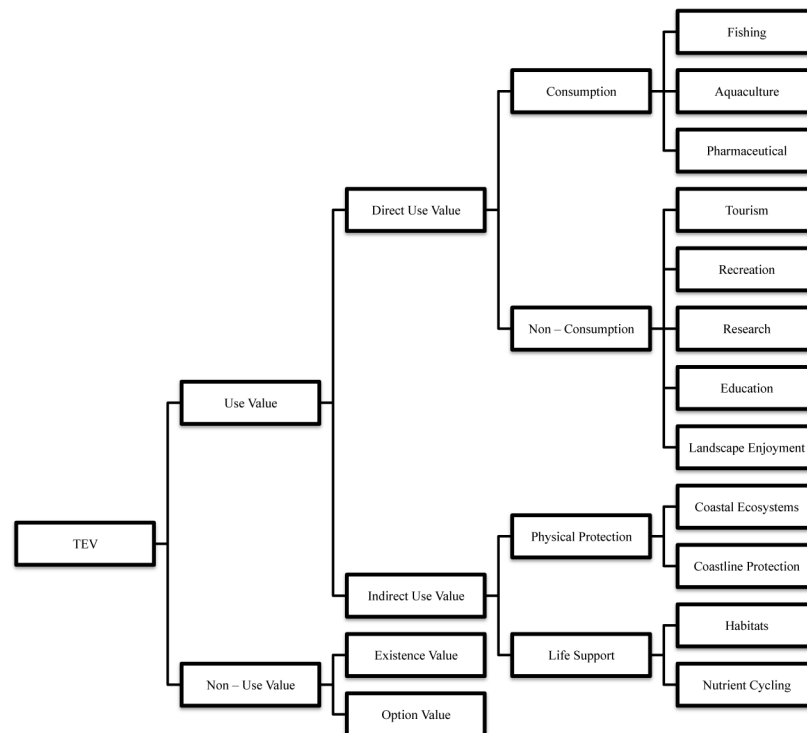 Fishing
Consumption
Aquaculture
Pharmaceutical
Direct Use Value
Tourism
Recreation
Non – Consumption
Research
Education
Use Value
Landscape Enjoyment
Coastal Ecosystems
TEV
Physical Protection
Coastline Protection
Indirect Use Value
Habitats
Existence Value
Life Support
Non – Use Value
Nutrient Cycling
Option Value